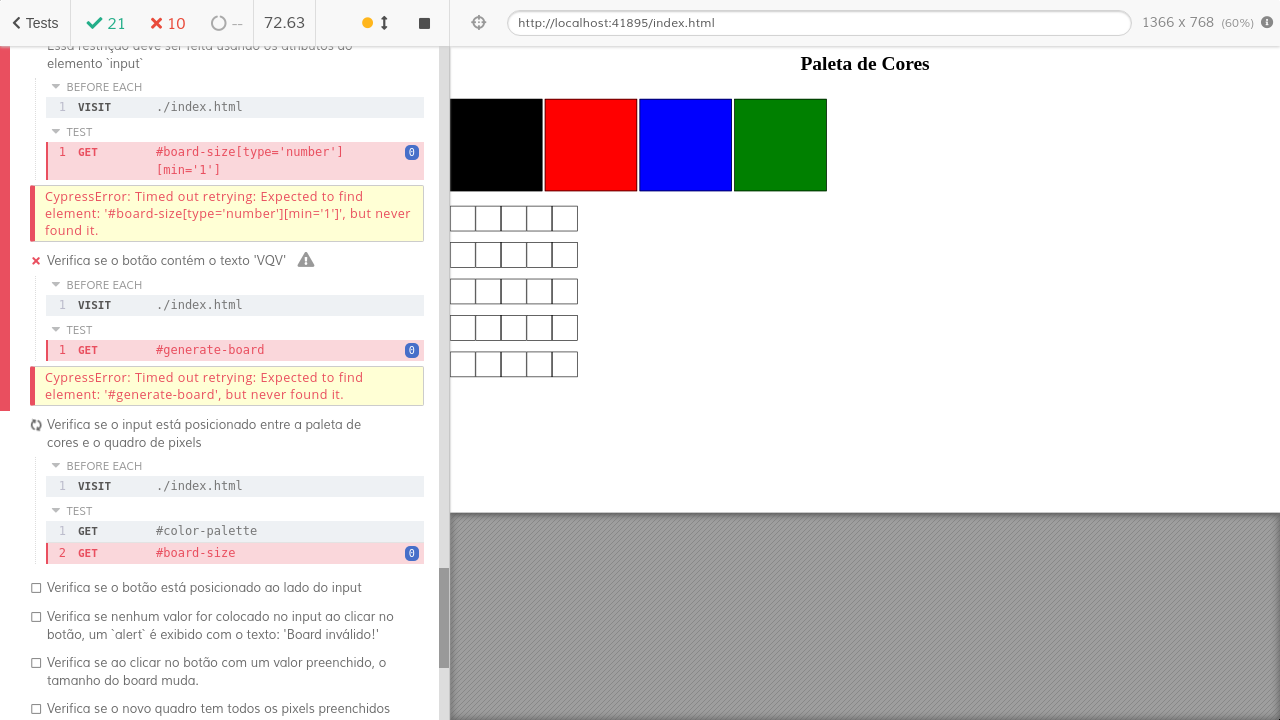 Tests
21
10
--
72.63
http://localhost:41895/index.html
1366 x 768 (60%)
Essa restrição deve ser feita usando os atributos do
elemento `input`
BEFORE EACH
1 VISIT ./index.html
TEST
1 GET #board-size[type='number']
[min='1'] 0
CypressError: Timed out retrying: Expected to find
element: '#board-size[type='number'][min='1']', but never
found it.
Verifica se o botão contém o texto 'VQV'
BEFORE EACH
1 VISIT ./index.html
TEST
1 GET #generate-board 0
CypressError: Timed out retrying: Expected to find
element: '#generate-board', but never found it.
Verifica se o input está posicionado entre a paleta de
cores e o quadro de pixels
BEFORE EACH
1 VISIT ./index.html
TEST
1 GET #color-palette
2 GET #board-size 0
Verifica se o botão está posicionado ao lado do input
Verifica se nenhum valor for colocado no input ao clicar no
botão, um `alert` é exibido com o texto: 'Board inválido!'
Verifica se ao clicar no botão com um valor preenchido, o
tamanho do board muda.
Verifica se o novo quadro tem todos os pixels preenchidos
Paleta de Cores